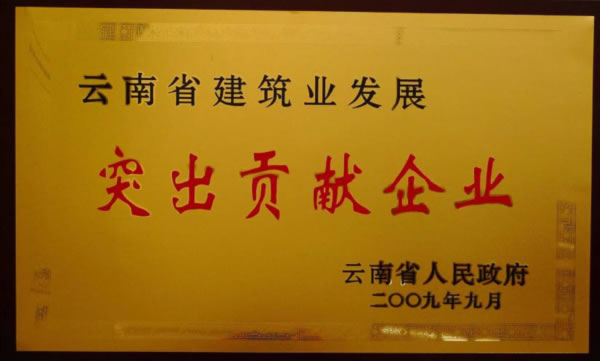 云南省建筑业发展
突出贡献企业
云南省人民政府
二〇〇九年九月